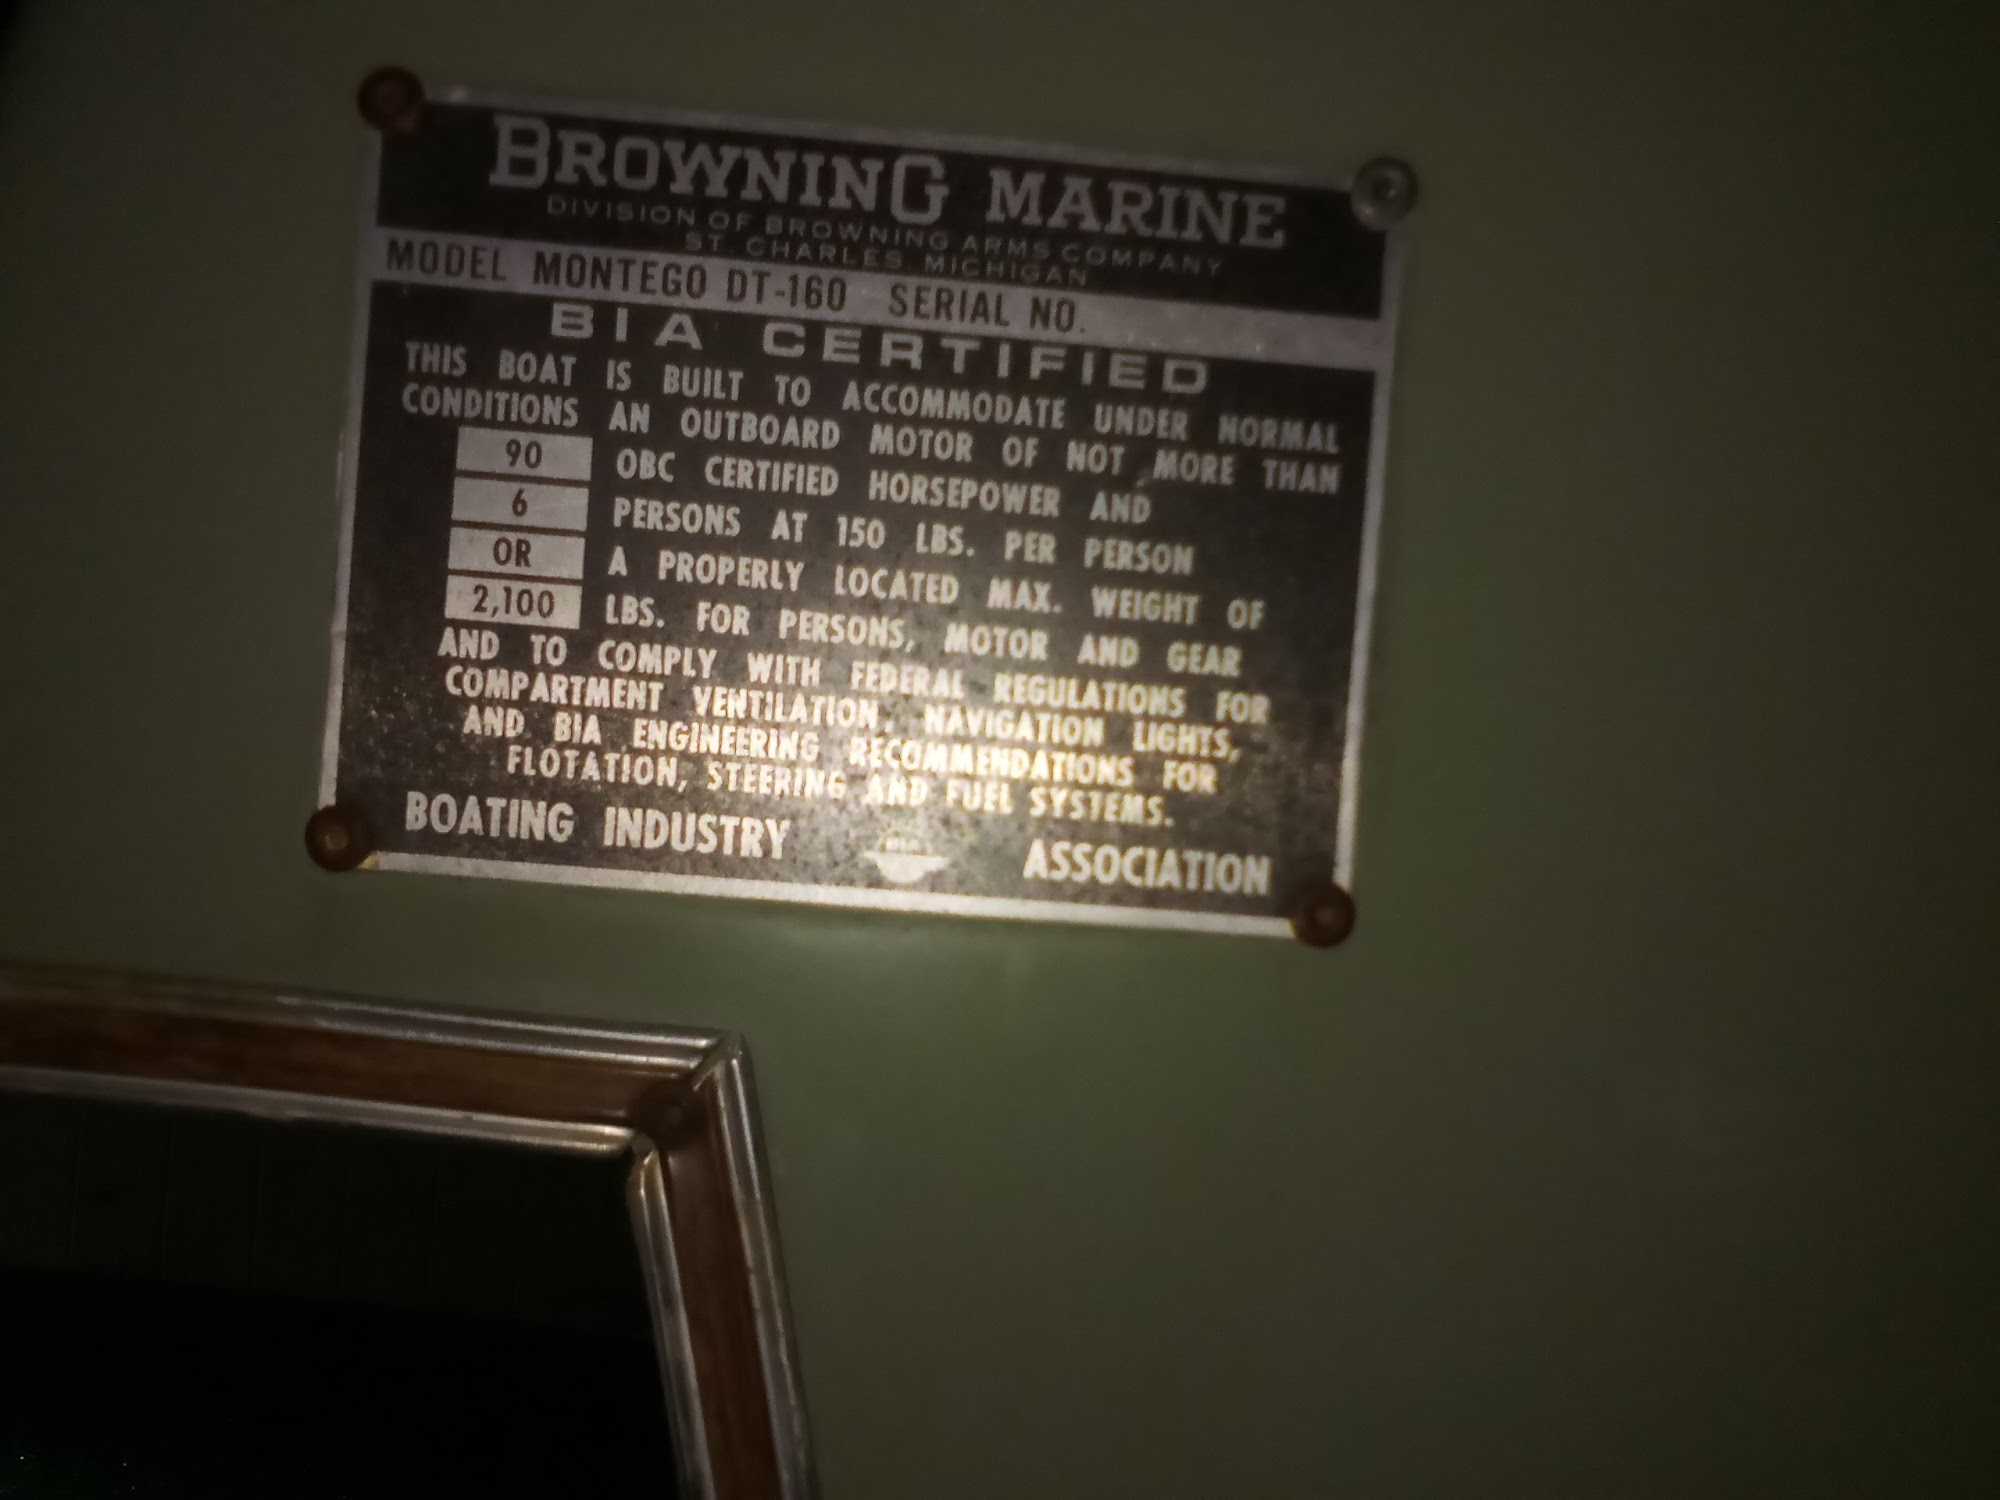 BROWNING MARINE
DIVISION OF BROWNING ARMS COMPANY
ST. CHARLES, MICHIGAN
MODEL MONTEGO DT-160 SERIAL NO.
BIA CERTIFIED
THIS BOAT IS BUILT TO ACCOMMODATE UNDER NORMAL
CONDITIONS AN OUTBOARD MOTOR OF NOT MORE THAN
90 OBC CERTIFIED HORSEPOWER AND
6 PERSONS AT 150 LBS. PER PERSON
OR A PROPERLY LOCATED MAX. WEIGHT OF
2,100 LBS. FOR PERSONS, MOTOR AND GEAR
AND TO COMPLY WITH FEDERAL REGULATIONS FOR
COMPARTMENT VENTILATION, NAVIGATION LIGHTS,
AND BIA ENGINEERING RECOMMENDATIONS FOR
FLOTATION, STEERING AND FUEL SYSTEMS.
BOATING INDUSTRY BIA ASSOCIATION